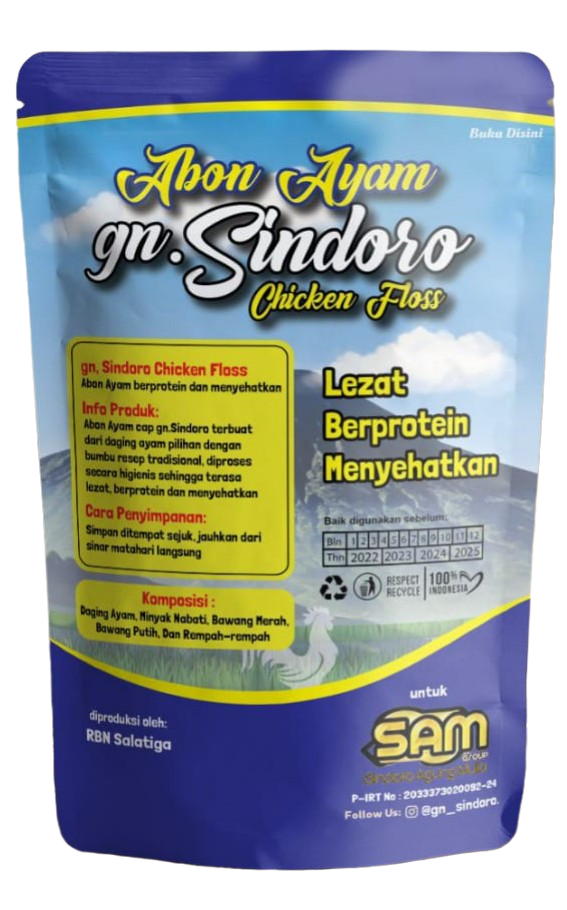 Buka Disini
Abon Ayam
gn.Sindoro
Chicken Floss
gn, Sindoro Chicken Floss
Abon Ayam berprotein dan menyehatkan
Info Produk:
Abon Ayam cap gn.Sindoro terbuat
dari daging ayam pilihan dengan
bumbu resep tradisional, diproses
secara higienis sehingga terasa
lezat, berprotein dan menyehatkan
Cara Penyimpanan:
Simpan ditempat sejuk, jauhkan dari
sinar matahari langsung
Komposisi :
Daging Ayam, Minyak Nabati, Bawang Merah,
Bawang Putih, Dan Rempah-rempah
Lezat
Berprotein
Menyehatkan
Baik digunakan sebelum:
Bln 1 2 3 4 5 6 7 8 9 10 11 12
Thn 2022 2023 2024 2025
RESPECT
RECYCLE
100%
INDONESIA
diproduksi oleh:
RBN Salatiga
untuk
SAM
GROUP
Sindoro Agung Mulia
P-IRT No : 2033373020092-24
Follow Us: @gn_sindoro.